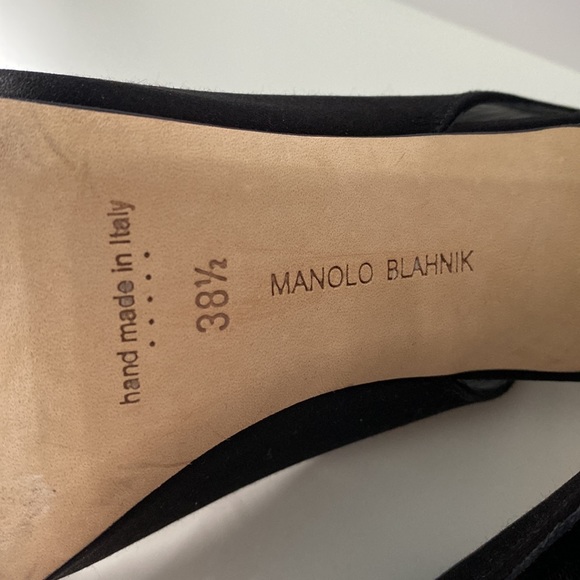 hand made in Italy
• • • • •
38½
MANOLO BLAHNIK